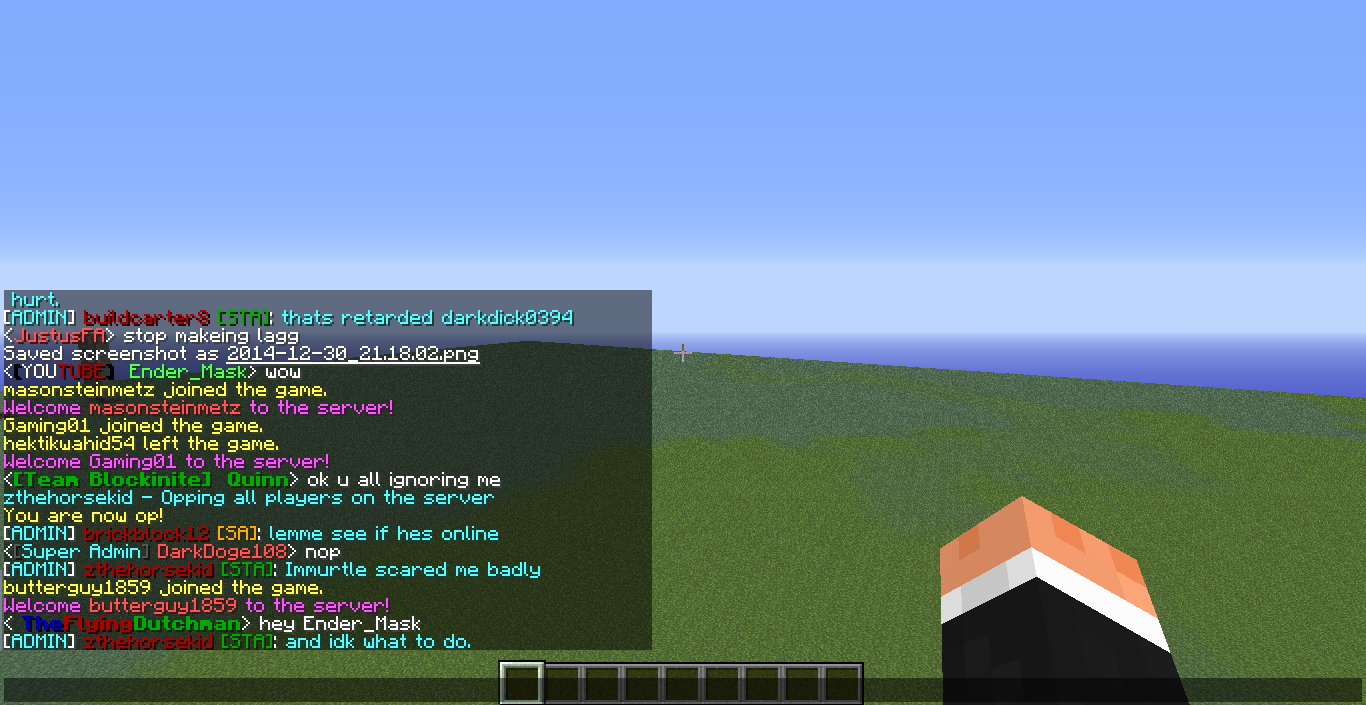 hurt.
[ADMIN] buildcarter8 [STA]: thats retarded darkdick0394
<JustusFA> stop makeing lagg
Saved screenshot as 2014-12-30_21.18.02.png
<[YOUTUBE] Ender_Mask> wow
masonsteinmetz joined the game.
Welcome masonsteinmetz to the server!
Gaming01 joined the game.
hektikwahid54 left the game.
Welcome Gaming01 to the server!
<[Team Blockinite] Quinn> ok u all ignoring me
zthehorsekid - Opping all players on the server
You are now op!
[ADMIN] brickblock12 [SA]: lemme see if hes online
<[Super Admin] DarkDoge108> nop
[ADMIN] zthehorsekid [STA]: Immurtle scared me badly
butterguy1859 joined the game.
Welcome butterguy1859 to the server!
< TheFlyingDutchman> hey Ender_Mask
[ADMIN] zthehorsekid [STA]: and idk what to do.